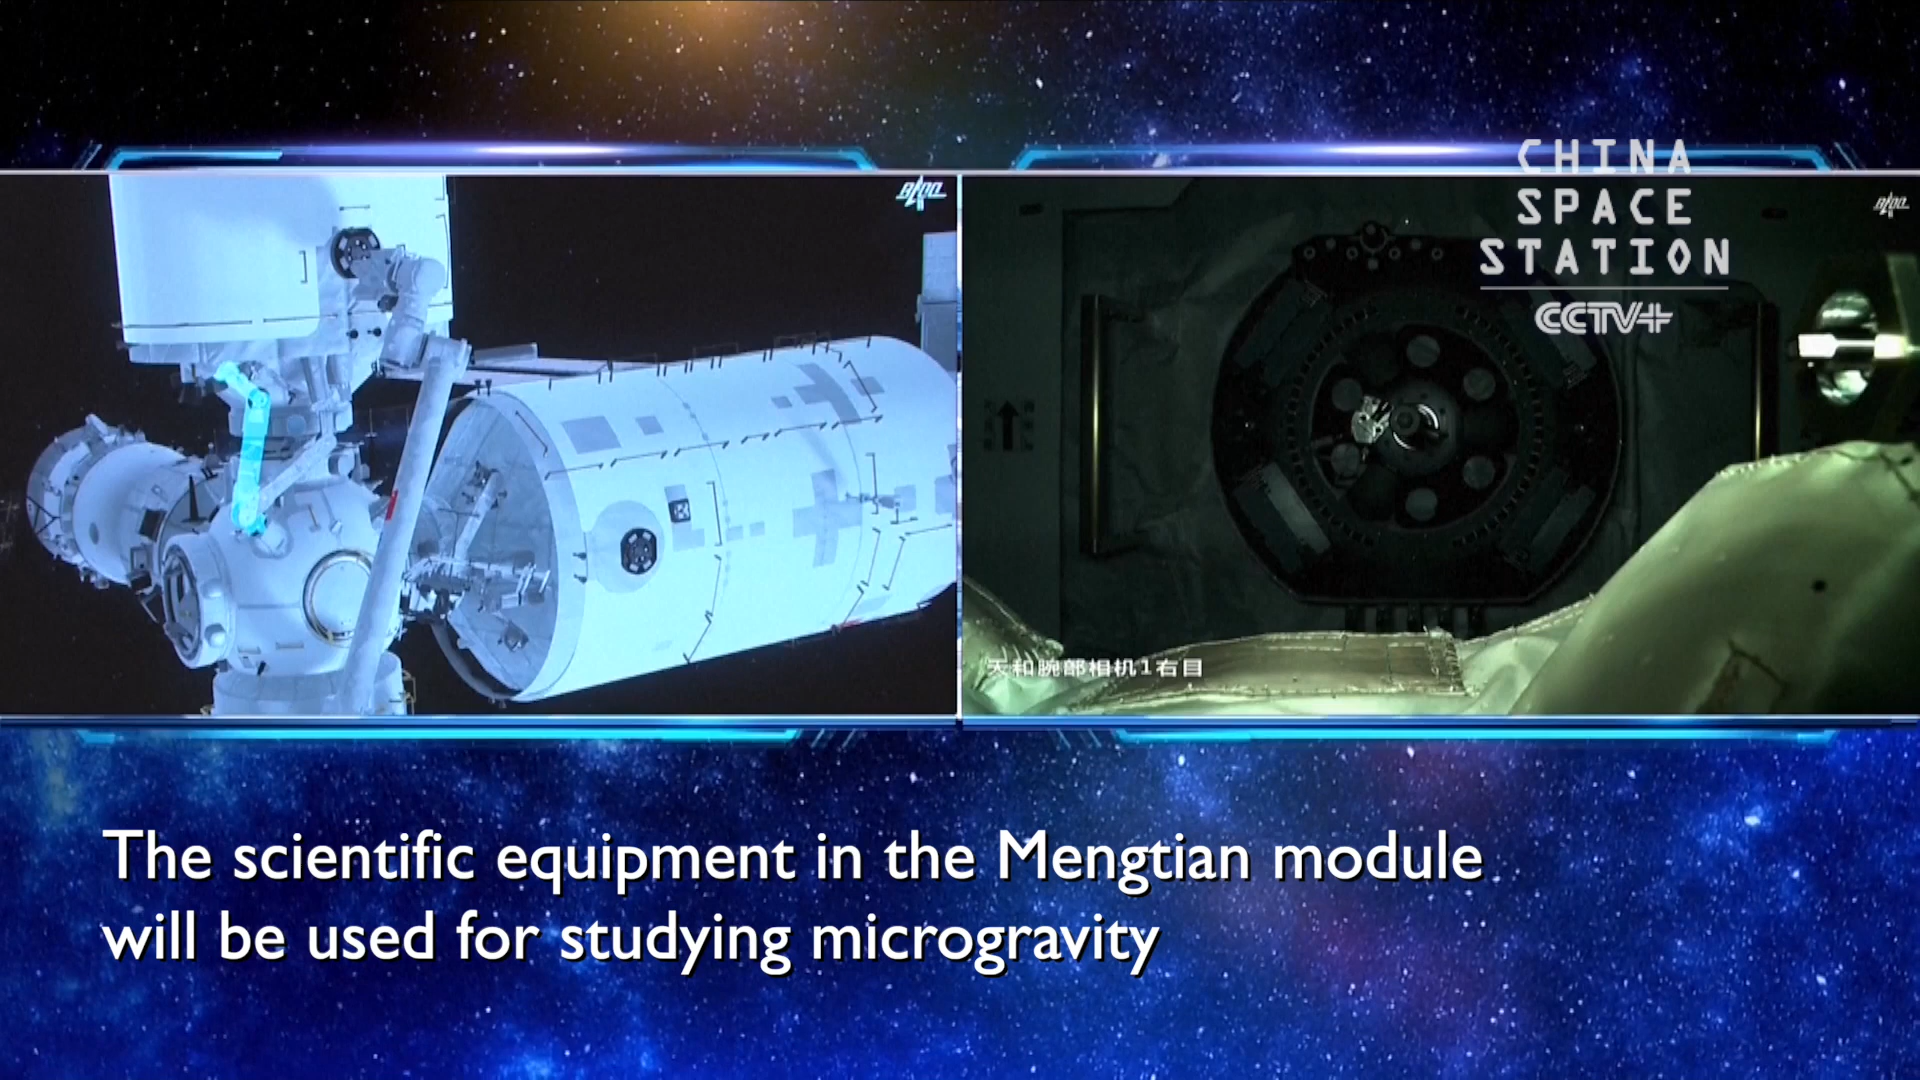 CHINA
SPACE
STATION
CCTV+
天和腕部相机1右目
The scientific equipment in the Mengtian module
will be used for studying microgravity